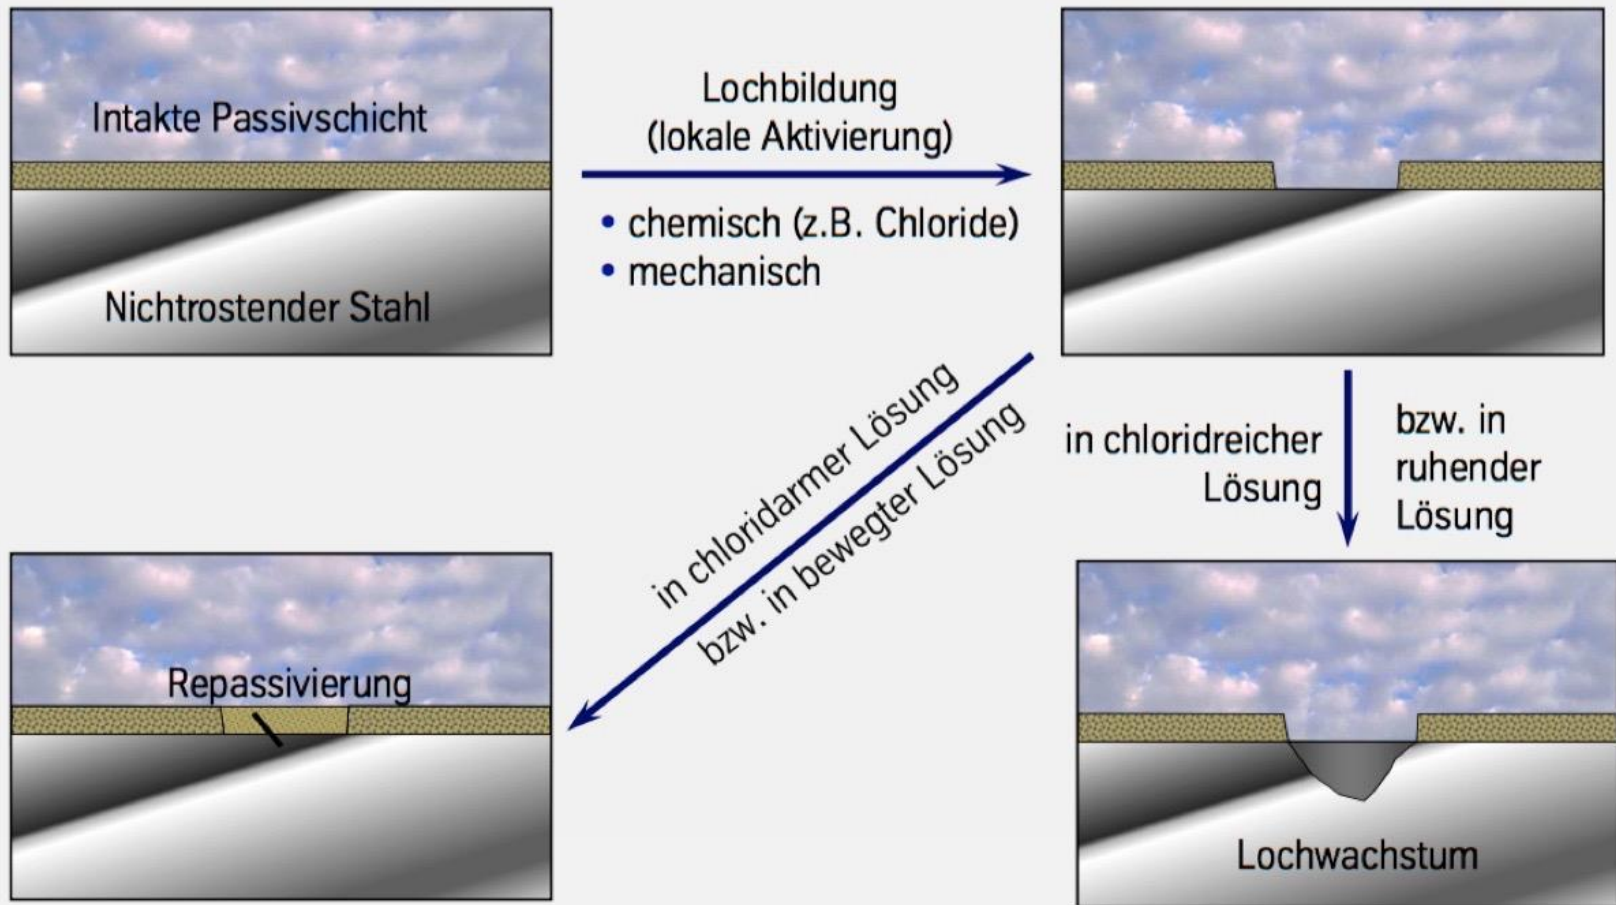 Intakte Passivschicht
Nichtrostender Stahl
Lochbildung
(lokale Aktivierung)
• chemisch (z.B. Chloride)
• mechanisch
in chloridarmer Lösung
bzw. in bewegter Lösung
in chloridreicher
Lösung
bzw. in
ruhender
Lösung
Repassivierung
Lochwachstum